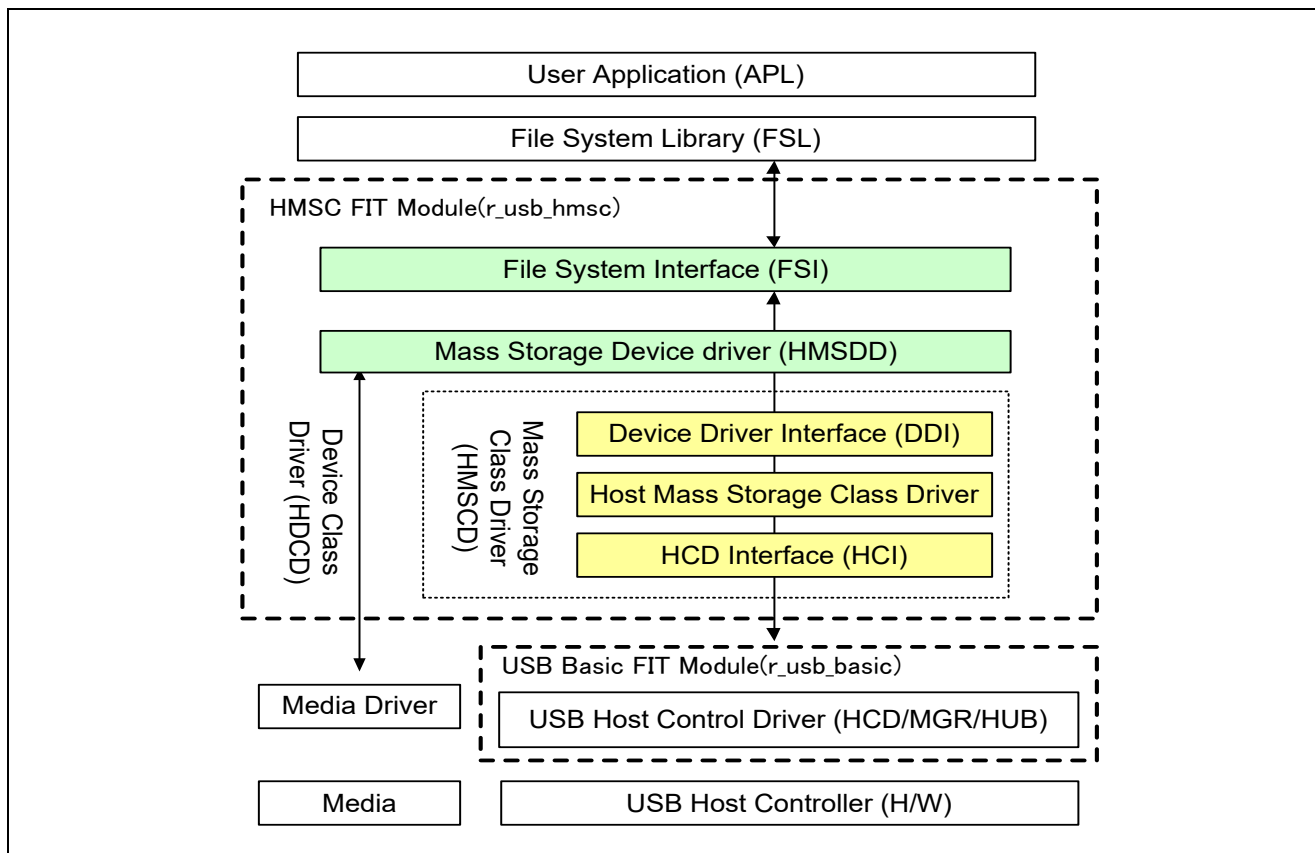 User Application (APL)
File System Library (FSL)
HMSC FIT Module(r_usb_hmsc)
File System Interface (FSI)
Mass Storage Device driver (HMSDD)
Device Class
Driver (HDCD)
Mass Storage
Class Driver
(HMSCD)
Device Driver Interface (DDI)
Host Mass Storage Class Driver
HCD Interface (HCI)
USB Basic FIT Module(r_usb_basic)
Media Driver
USB Host Control Driver (HCD/MGR/HUB)
Media
USB Host Controller (H/W)